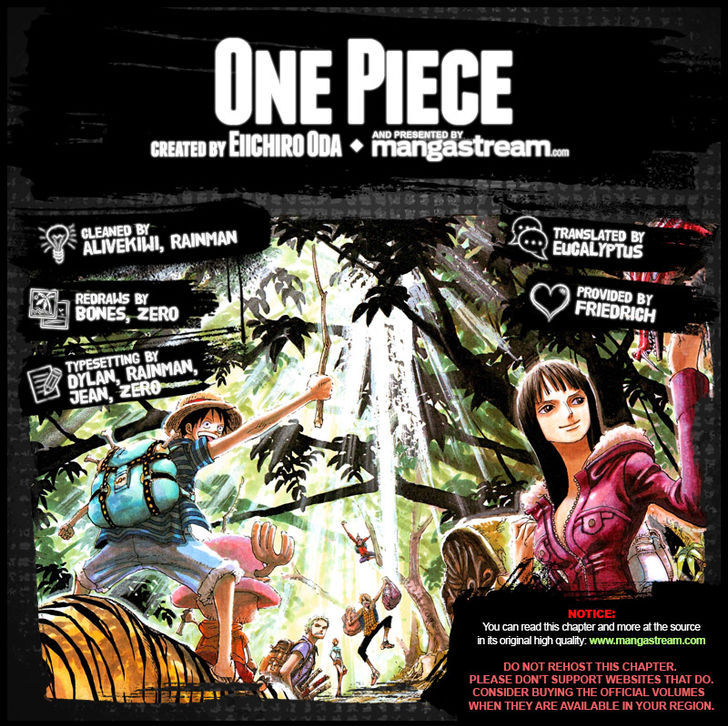 ONE PIECE
CREATED BY EIICHIRO ODA ◆ AND PRESENTED BY mangastream.com
CLEANED BY
ALIVEKIWI, RAINMAN
REDRAWS BY
BONES, ZERO
TYPESETTING BY
DYLAN, RAINMAN,
JEAN, ZERO
TRANSLATED BY
EUCALYPTUS
PROVIDED BY
FRIEDRICH
NOTICE:
You can read this chapter and more at the source
in its original high quality: www.mangastream.com
DO NOT REHOST THIS CHAPTER.
PLEASE DON'T SUPPORT WEBSITES THAT DO.
CONSIDER BUYING THE OFFICIAL VOLUMES
WHEN THEY ARE AVAILABLE IN YOUR REGION.